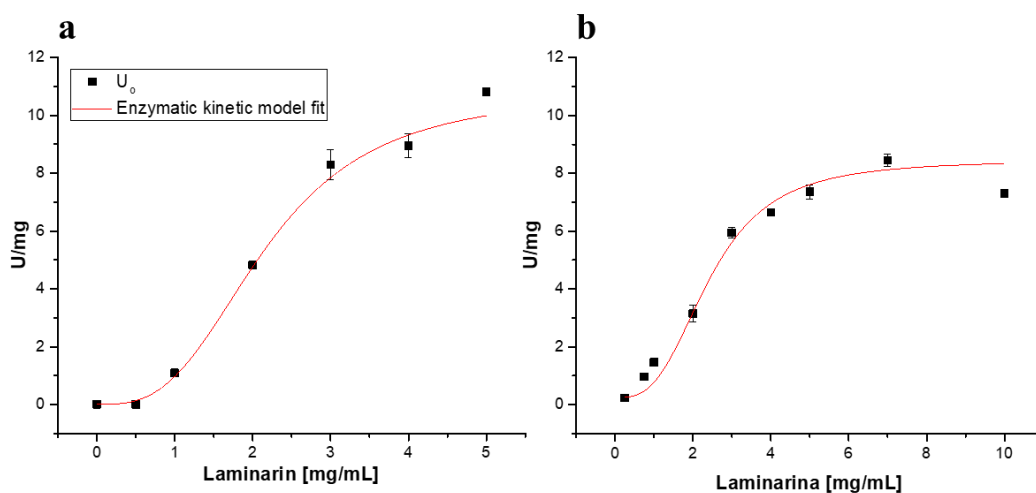 a
12
10
8
6
4
2
0
U/mg
U₀
Enzymatic kinetic model fit
0 1 2 3 4 5
Laminarin [mg/mL]
b
12
10
8
6
4
2
0
U/mg
0 2 4 6 8 10
Laminarina [mg/mL]